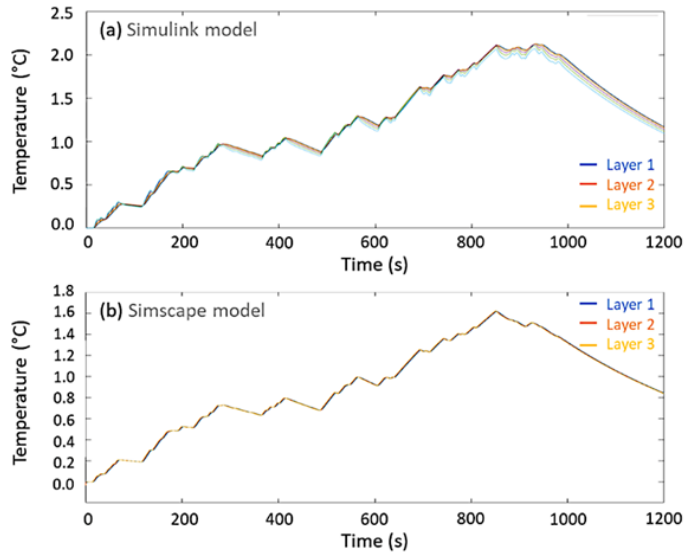 (a) Simulink model
Temperature (°C)
2.5
2.0
1.5
1.0
0.5
0.0
Layer 1
Layer 2
Layer 3
0 200 400 600 800 1000 1200
Time (s)
(b) Simscape model
Temperature (°C)
1.8
1.6
1.4
1.2
1.0
0.8
0.6
0.4
0.2
0.0
Layer 1
Layer 2
Layer 3
0 200 400 600 800 1000 1200
Time (s)